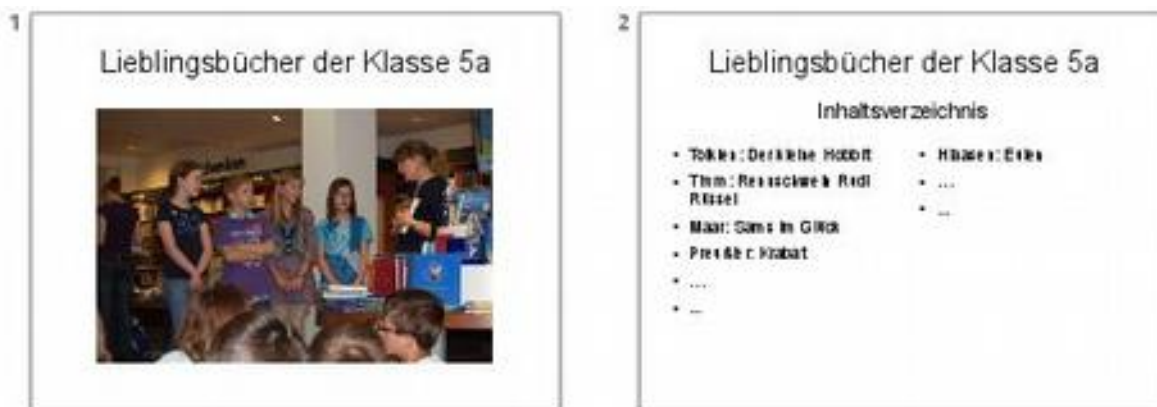 1
Lieblingsbücher der Klasse 5a
2
Lieblingsbücher der Klasse 5a
Inhaltsverzeichnis
• Tolkien: Der kleine Hobbit
• Timm: Rennschwein Rudi
Rüssel
• Maar: Sams im Glück
• Preußler: Krabat
• ...
• ...
• Hiaasen: Eulen
• ...
• ...